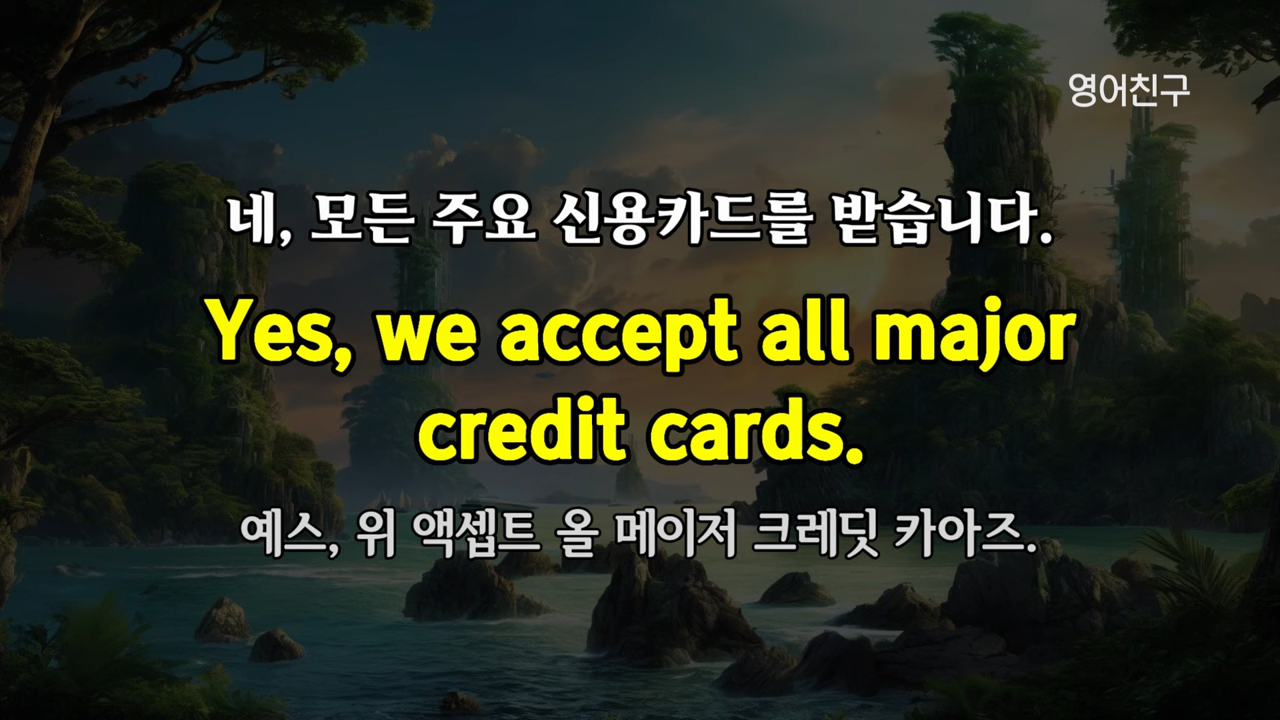 영어친구
네, 모든 주요 신용카드를 받습니다.
Yes, we accept all major
credit cards.
예스, 위 액셉트 올 메이저 크레딧 카아즈.